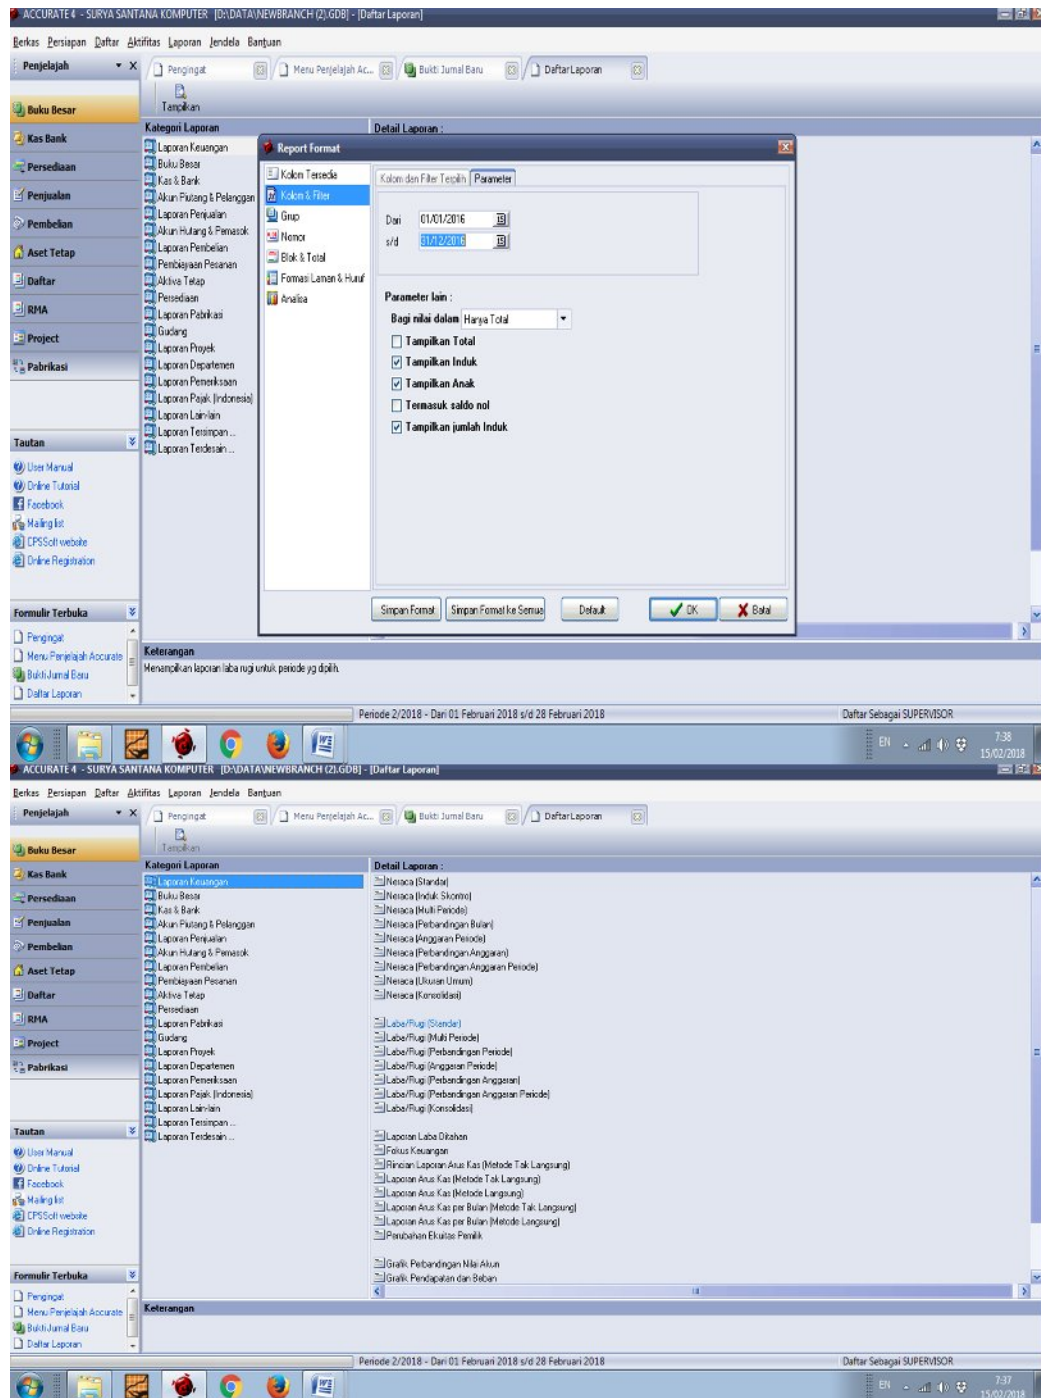 ACCURATE 4 - SURYA SANTANA KOMPUTER [D:\DATA\NEWBRANCH (2).GDB] - [Daftar Laporan]
Berkas Persiapan Daftar Aktifitas Laporan Jendela Bantuan
Penjelajah
Pengingat
Menu Penjelajah Ac...
Bukti Jurnal Baru
Daftar Laporan
Tampilkan
Buku Besar
Kas Bank
Persediaan
Penjualan
Pembelian
Aset Tetap
Daftar
RMA
Project
Pabrikasi
Tautan
User Manual
Online Tutorial
Facebook
Mailing list
CPSSoft website
Online Registration
Formulir Terbuka
Pengingat
Menu Penjelajah Accurate
Bukti Jurnal Baru
Daftar Laporan
Kategori Laporan
Laporan Keuangan
Buku Besar
Kas & Bank
Akun Piutang & Pelanggan
Laporan Penjualan
Akun Hutang & Pemasok
Laporan Pembelian
Pembiayaan Pesanan
Aktiva Tetap
Persediaan
Laporan Pabrikasi
Gudang
Laporan Proyek
Laporan Departemen
Laporan Pemeriksaan
Laporan Pajak (Indonesia)
Laporan Lain-lain
Laporan Tersimpan ...
Laporan Terdesain ...
Detail Laporan :
Report Format
Kolom Tersedia
Kolom & Filter
Grup
Nomor
Blok & Total
Formasi Laman & Huruf
Analisa
Kolom dan Filter Terpilih
Parameter
Dari 01/01/2016
s/d 31/12/2016
Parameter lain :
Bagi nilai dalam Hanya Total
Tampilkan Total
Tampilkan Induk
Tampilkan Anak
Termasuk saldo nol
Tampilkan jumlah Induk
Simpan Format
Simpan Format ke Semua
Default
OK
Batal
Keterangan
Menampilkan laporan laba rugi untuk periode yg dipilih.
Periode 2/2018 - Dari 01 Februari 2018 s/d 28 Februari 2018
Daftar Sebagai SUPERVISOR
EN
7:38
15/02/2018
ACCURATE 4 - SURYA SANTANA KOMPUTER [D:\DATA\NEWBRANCH (2).GDB] - [Daftar Laporan]
Berkas Persiapan Daftar Aktifitas Laporan Jendela Bantuan
Penjelajah
Pengingat
Menu Penjelajah Ac...
Bukti Jurnal Baru
Daftar Laporan
Tampilkan
Buku Besar
Kas Bank
Persediaan
Penjualan
Pembelian
Aset Tetap
Daftar
RMA
Project
Pabrikasi
Tautan
User Manual
Online Tutorial
Facebook
Mailing list
CPSSoft website
Online Registration
Formulir Terbuka
Pengingat
Menu Penjelajah Accurate
Bukti Jurnal Baru
Daftar Laporan
Kategori Laporan
Laporan Keuangan
Buku Besar
Kas & Bank
Akun Piutang & Pelanggan
Laporan Penjualan
Akun Hutang & Pemasok
Laporan Pembelian
Pembiayaan Pesanan
Aktiva Tetap
Persediaan
Laporan Pabrikasi
Gudang
Laporan Proyek
Laporan Departemen
Laporan Pemeriksaan
Laporan Pajak (Indonesia)
Laporan Lain-lain
Laporan Tersimpan ...
Laporan Terdesain ...
Detail Laporan :
Neraca (Standar)
Neraca (Induk Skontro)
Neraca (Multi Periode)
Neraca (Perbandingan Bulan)
Neraca (Anggaran Periode)
Neraca (Perbandingan Anggaran)
Neraca (Perbandingan Anggaran Periode)
Neraca (Ukuran Umum)
Neraca (Konsolidasi)
Laba/Rugi (Standar)
Laba/Rugi (Multi Periode)
Laba/Rugi (Perbandingan Periode)
Laba/Rugi (Anggaran Periode)
Laba/Rugi (Perbandingan Anggaran)
Laba/Rugi (Perbandingan Anggaran Periode)
Laba/Rugi (Konsolidasi)
Laporan Laba Ditahan
Fokus Keuangan
Rincian Laporan Arus Kas (Metode Tak Langsung)
Laporan Arus Kas (Metode Tak Langsung)
Laporan Arus Kas (Metode Langsung)
Laporan Arus Kas per Bulan (Metode Tak Langsung)
Laporan Arus Kas per Bulan (Metode Langsung)
Perubahan Ekuitas Pemilik
Grafik Perbandingan Nilai Akun
Grafik Pendapatan dan Beban
Keterangan
Periode 2/2018 - Dari 01 Februari 2018 s/d 28 Februari 2018
Daftar Sebagai SUPERVISOR
EN
7:37
15/02/2018